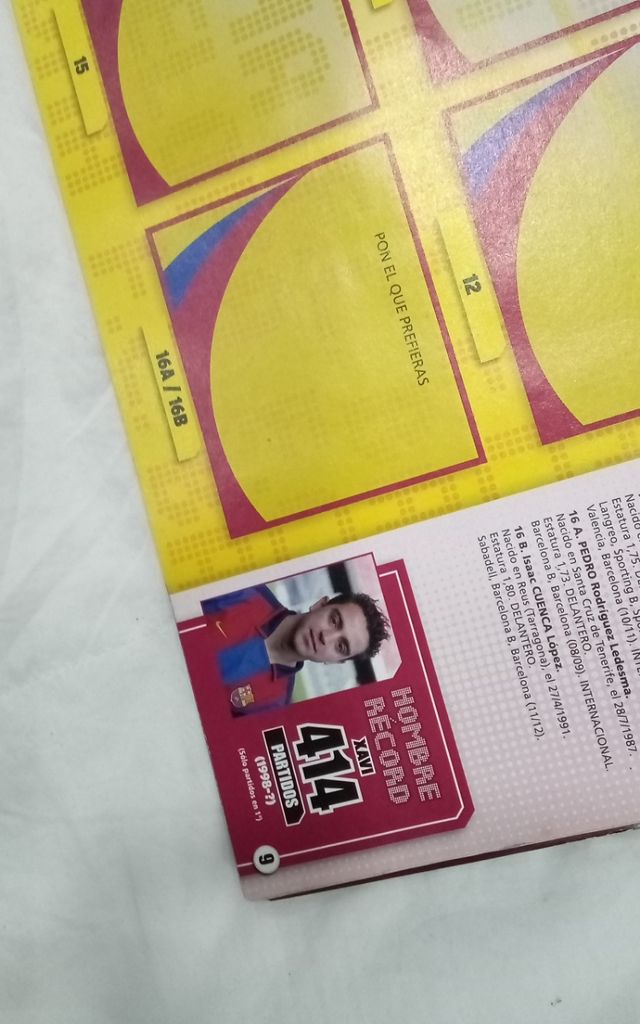 15
12
PON EL QUE PREFIERAS
16A / 16B
Estatura 1,75.
Sporting B,
Langreo,
Valencia, Barcelona (10/11).
16 A. PEDRO Rodríguez Ledesma.
Nacido en Santa Cruz de Tenerife, el 28/7/1987.
Estatura 1,73. DELANTERO.
Barcelona B, Barcelona (08/09). INTERNACIONAL.
16 B. Isaac CUENCA López.
Nacido en Reus (Tarragona), el 27/4/1991.
Estatura 1,80. DELANTERO.
Sabadell, Barcelona B, Barcelona (11/12).
HOMBRE
RÉCORD
XAVI
414
PARTIDOS
(1998-?)
(Sólo partidos en 1ª)
9